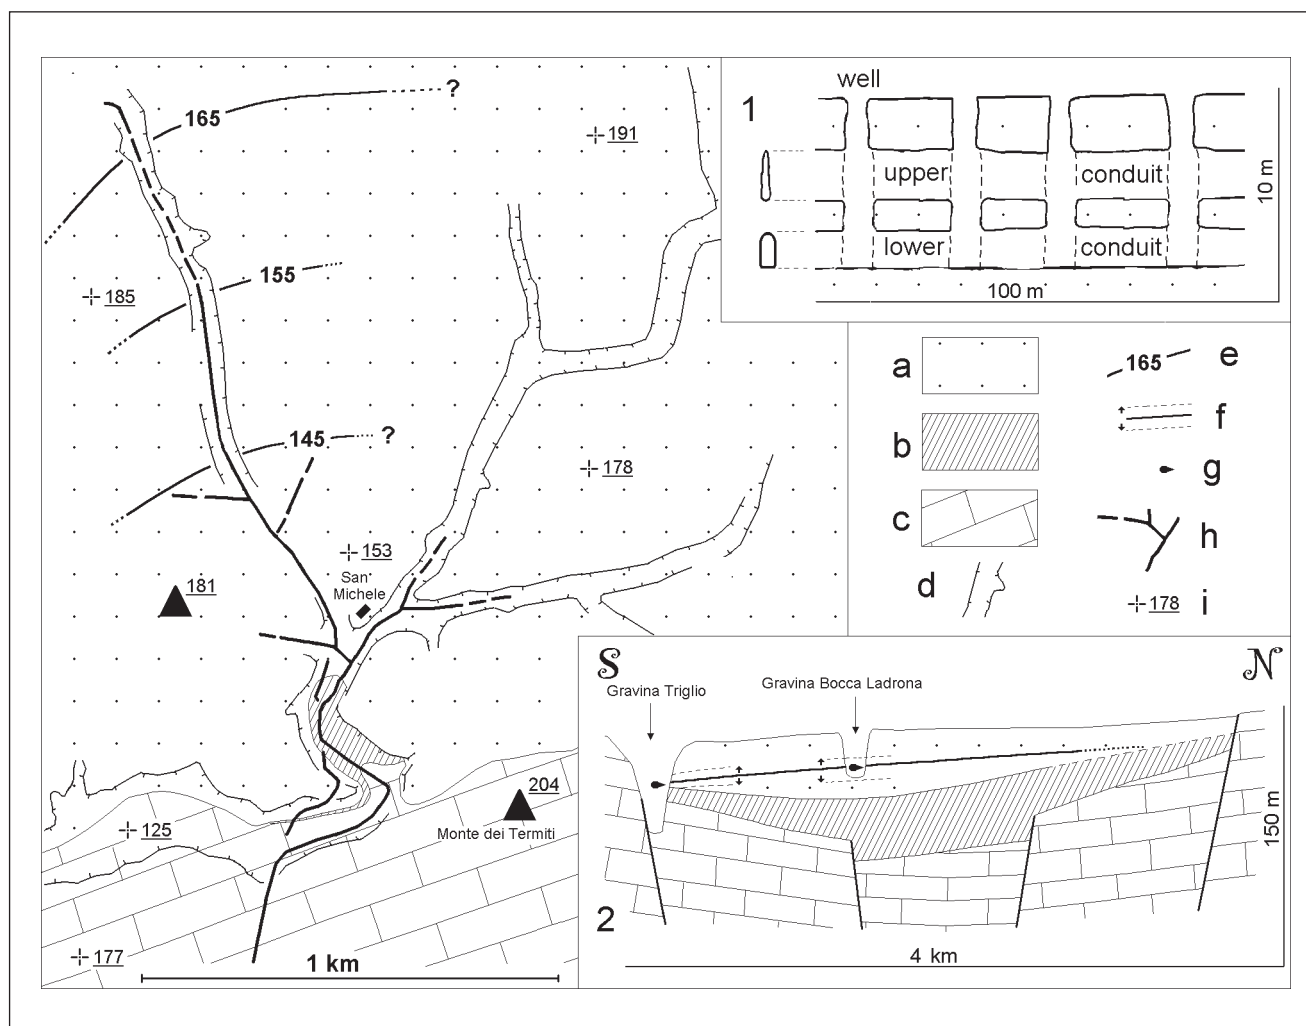 165
?
191
155
185
145
?
178
153
San
Michele
181
204
Monte dei Termiti
125
177
1 km
1
well
upper conduit
lower conduit
10 m
100 m
a
b
c
d
165 e
f
g
h
178 i
S N
Gravina Triglio
Gravina Bocca Ladrona
2
150 m
4 km